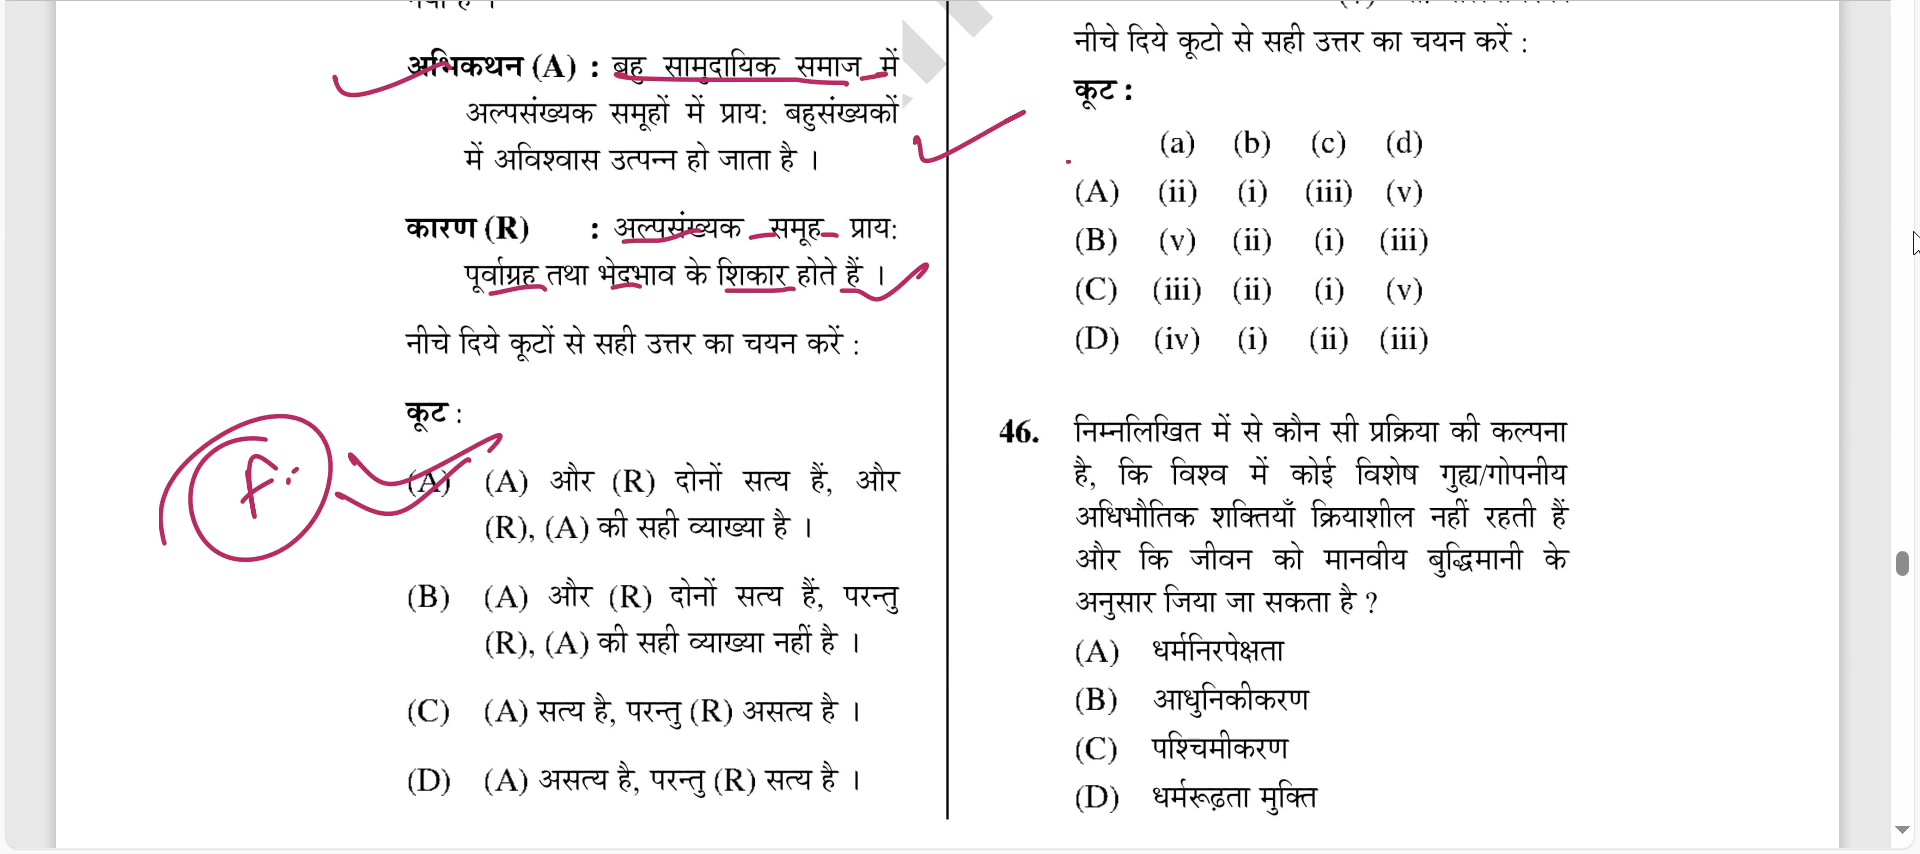 अभिकथन (A) : बहु सामुदायिक समाज में
अल्पसंख्यक समूहों में प्राय: बहुसंख्यकों
में अविश्वास उत्पन्न हो जाता है ।
कारण (R) : अल्पसंख्यक समूह प्राय:
पूर्वाग्रह तथा भेदभाव के शिकार होते हैं ।
नीचे दिये कूटों से सही उत्तर का चयन करें :
कूट :
(A) (A) और (R) दोनों सत्य हैं, और
(R), (A) की सही व्याख्या है ।
(B) (A) और (R) दोनों सत्य हैं, परन्तु
(R), (A) की सही व्याख्या नहीं है ।
(C) (A) सत्य है, परन्तु (R) असत्य है ।
(D) (A) असत्य है, परन्तु (R) सत्य है ।
नीचे दिये कूटो से सही उत्तर का चयन करें :
कूट :
(a) (b) (c) (d)
(A) (ii) (i) (iii) (v)
(B) (v) (ii) (i) (iii)
(C) (iii) (ii) (i) (v)
(D) (iv) (i) (ii) (iii)
46. निम्नलिखित में से कौन सी प्रक्रिया की कल्पना
है, कि विश्व में कोई विशेष गुह्य/गोपनीय
अधिभौतिक शक्तियाँ क्रियाशील नहीं रहती हैं
और कि जीवन को मानवीय बुद्धिमानी के
अनुसार जिया जा सकता है ?
(A) धर्मनिरपेक्षता
(B) आधुनिकीकरण
(C) पश्चिमीकरण
(D) धर्मरूढ़ता मुक्ति